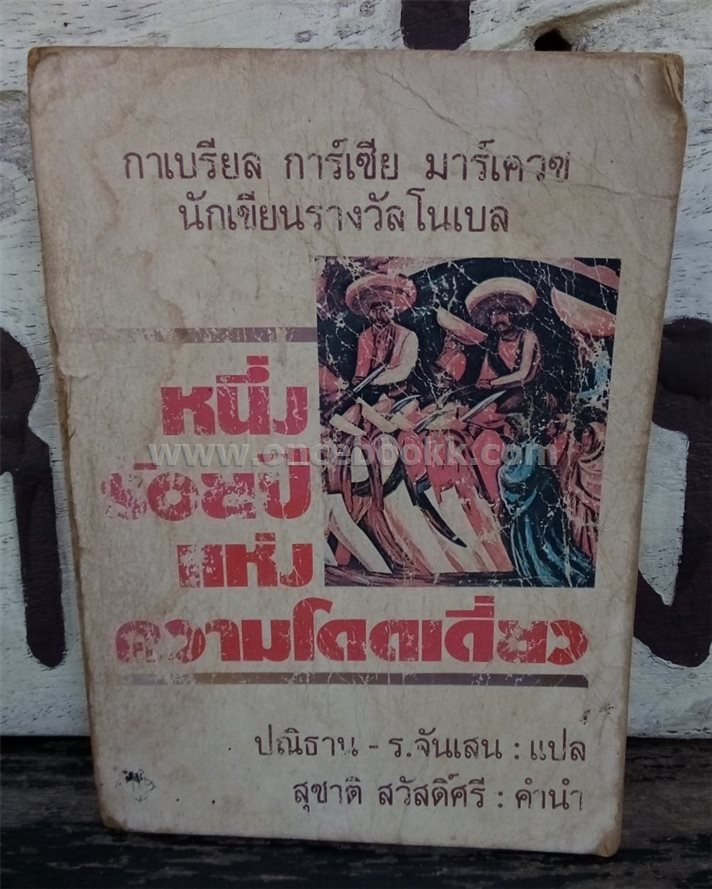 กาเบรียล การ์เซีย มาร์เควซ
นักเขียนรางวัลโนเบล
หนึ่ง
ร้อยปี
แห่ง
ความโดดเดี่ยว
www.oncebookk.com
ปณิธาน - ร.จันเสน : แปล
สุชาติ สวัสดิ์ศรี : คำนำ